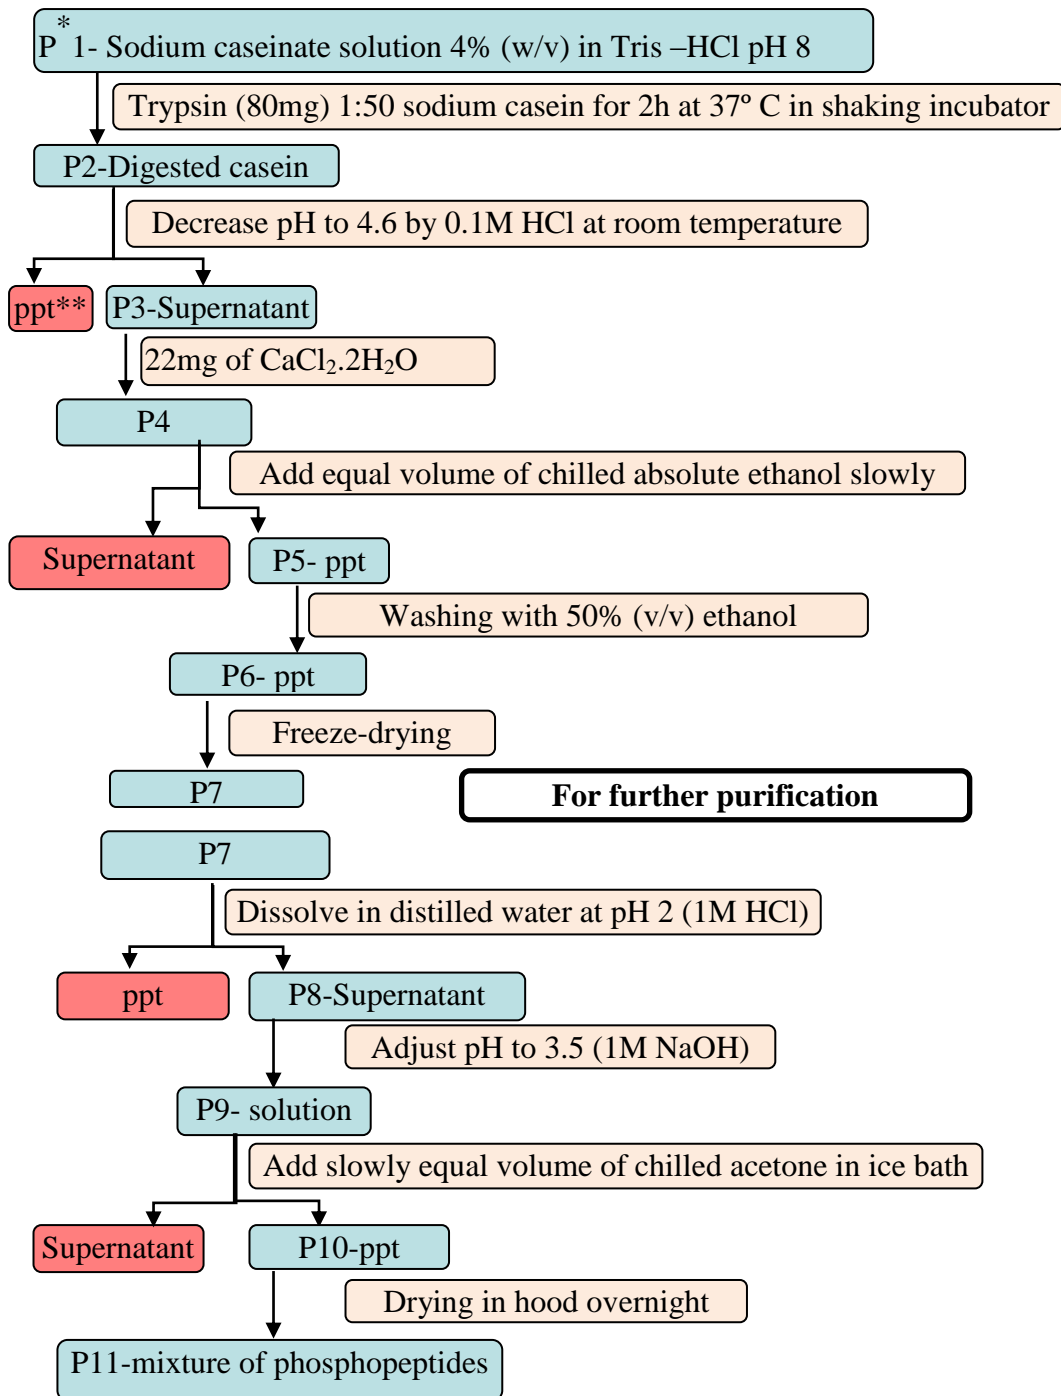 P*1- Sodium caseinate solution 4% (w/v) in Tris –HCl pH 8
Trypsin (80mg) 1:50 sodium casein for 2h at 37º C in shaking incubator
P2-Digested casein
Decrease pH to 4.6 by 0.1M HCl at room temperature
ppt** P3-Supernatant
22mg of CaCl₂.2H₂O
P4
Add equal volume of chilled absolute ethanol slowly
Supernatant P5- ppt
Washing with 50% (v/v) ethanol
P6- ppt
Freeze-drying
P7
For further purification
P7
Dissolve in distilled water at pH 2 (1M HCl)
ppt P8-Supernatant
Adjust pH to 3.5 (1M NaOH)
P9- solution
Add slowly equal volume of chilled acetone in ice bath
Supernatant P10-ppt
Drying in hood overnight
P11-mixture of phosphopeptides